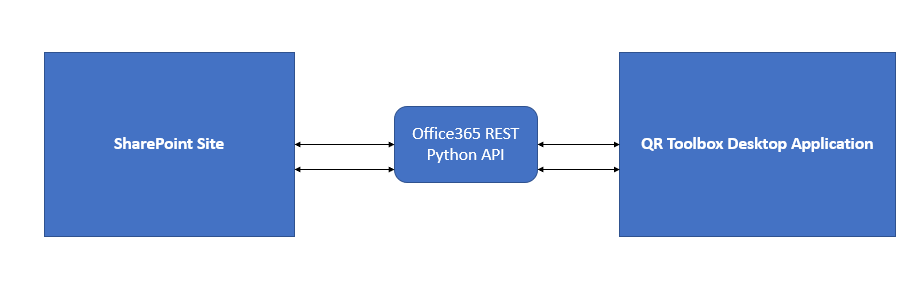 SharePoint Site
Office365 REST
Python API
QR Toolbox Desktop Application